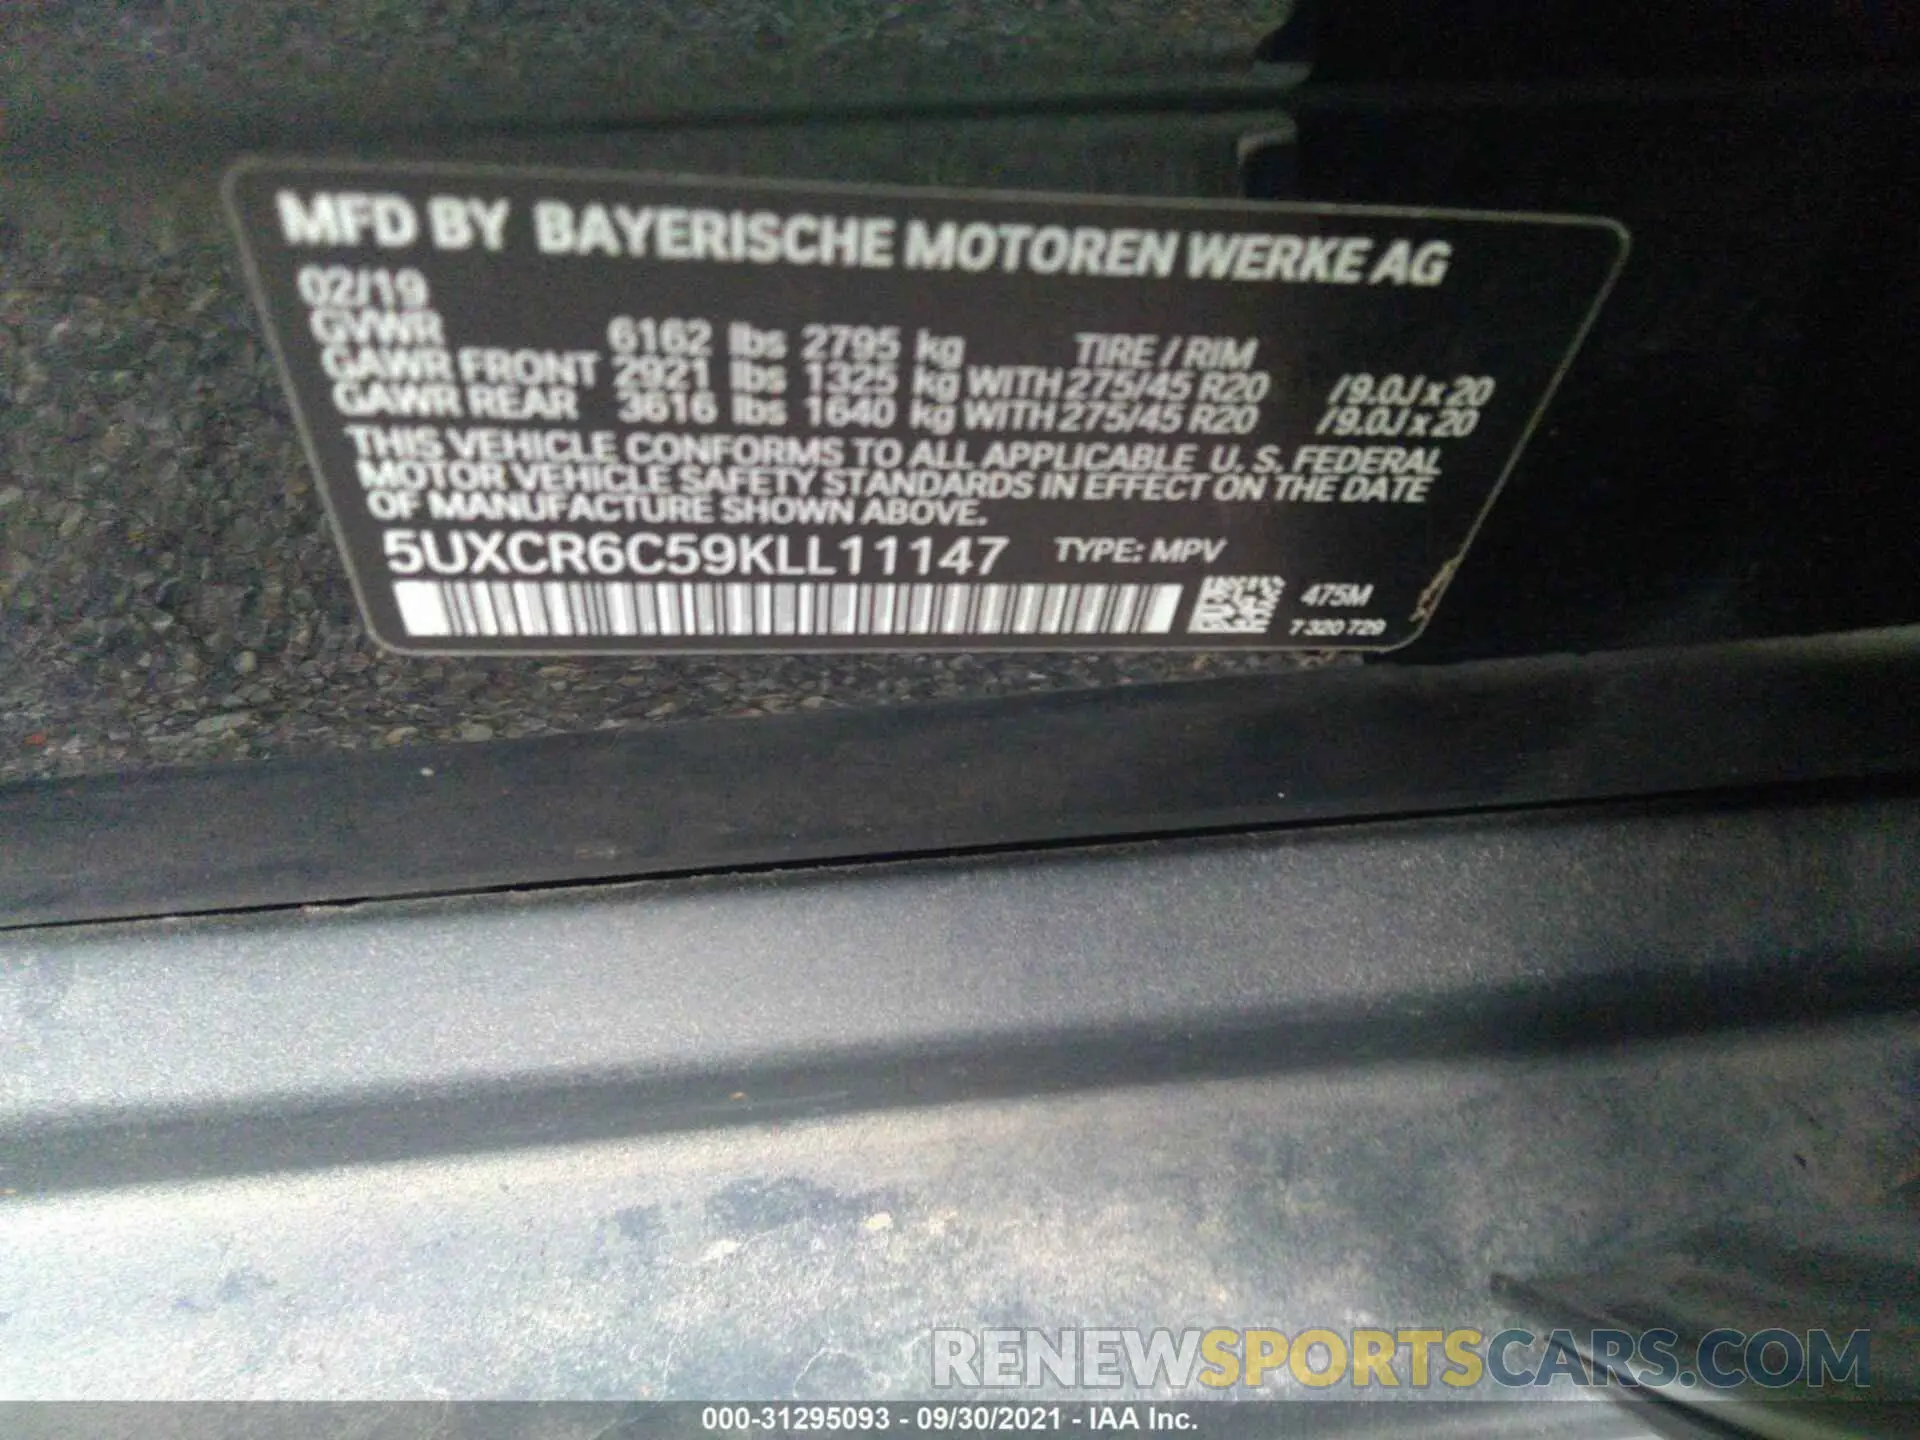 MFD BY BAYERISCHE MOTOREN WERKE AG
02/19
GVWR 6162 lbs 2795 kg TIRE / RIM
GAWR FRONT 2921 lbs 1325 kg WITH 275/45 R20 /9.0J x 20
GAWR REAR 3616 lbs 1640 kg WITH 275/45 R20 /9.0J x 20
THIS VEHICLE CONFORMS TO ALL APPLICABLE U. S. FEDERAL
MOTOR VEHICLE SAFETY STANDARDS IN EFFECT ON THE DATE
OF MANUFACTURE SHOWN ABOVE.
5UXCR6C59KLL11147 TYPE: MPV
475M
7 320 729
RENEWSPORTSCARS.COM
000-31295093 - 09/30/2021 - IAA Inc.